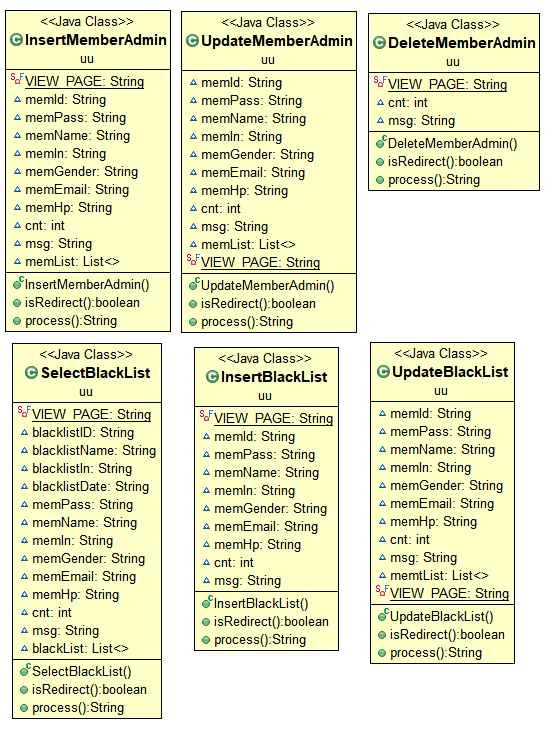 <<Java Class>>
InsertMemberAdmin
uu
VIEW_PAGE: String
memId: String
memPass: String
memName: String
memIn: String
memGender: String
memEmail: String
memHp: String
cnt: int
msg: String
memList: List<>
InsertMemberAdmin()
isRedirect():boolean
process():String
<<Java Class>>
UpdateMemberAdmin
uu
memId: String
memPass: String
memName: String
memIn: String
memGender: String
memEmail: String
memHp: String
cnt: int
msg: String
memList: List<>
VIEW_PAGE: String
UpdateMemberAdmin()
isRedirect():boolean
process():String
<<Java Class>>
DeleteMemberAdmin
uu
VIEW_PAGE: String
cnt: int
msg: String
DeleteMemberAdmin()
isRedirect():boolean
process():String
<<Java Class>>
SelectBlackList
uu
VIEW_PAGE: String
blacklistID: String
blacklistName: String
blacklistIn: String
blacklistDate: String
memPass: String
memName: String
memIn: String
memGender: String
memEmail: String
memHp: String
cnt: int
msg: String
blackList: List<>
SelectBlackList()
isRedirect():boolean
process():String
<<Java Class>>
InsertBlackList
uu
VIEW_PAGE: String
memId: String
memPass: String
memName: String
memIn: String
memGender: String
memEmail: String
memHp: String
cnt: int
msg: String
InsertBlackList()
isRedirect():boolean
process():String
<<Java Class>>
UpdateBlackList
uu
memId: String
memPass: String
memName: String
memIn: String
memGender: String
memEmail: String
memHp: String
cnt: int
msg: String
memtList: List<>
VIEW_PAGE: String
UpdateBlackList()
isRedirect():boolean
process():String